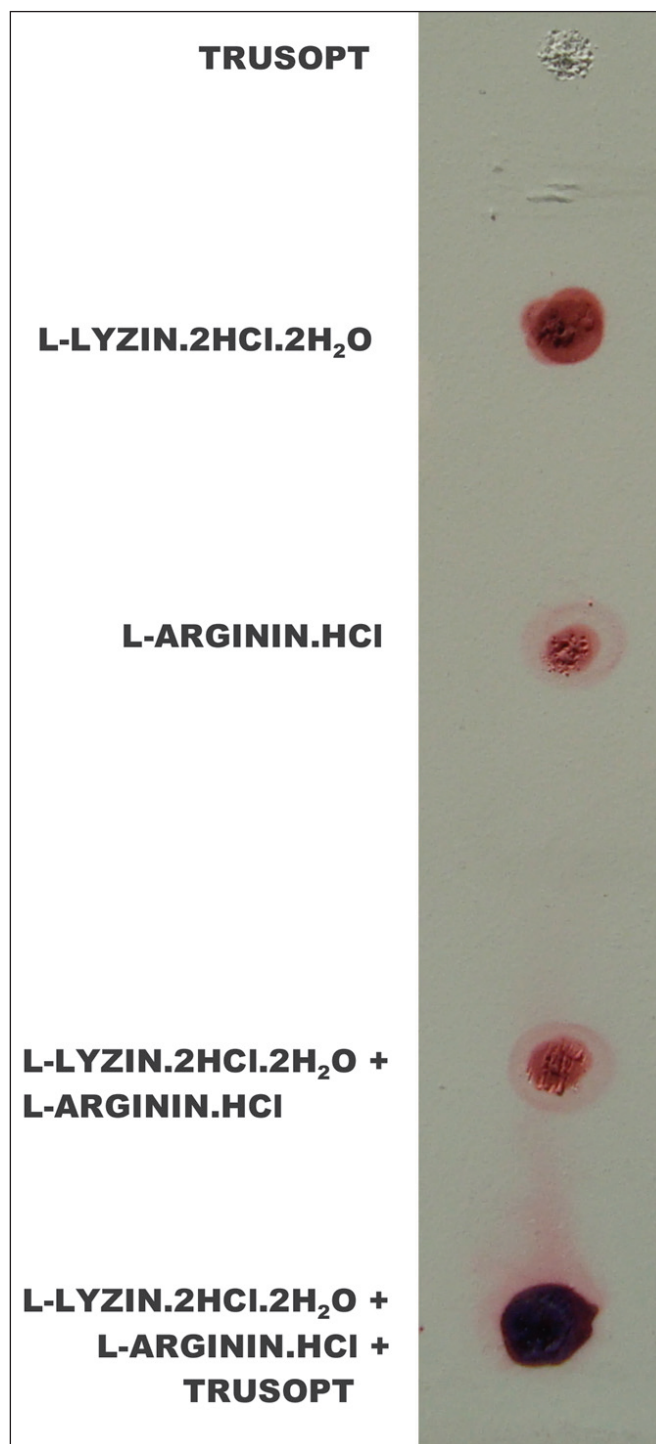 TRUSOPT
L-LYZIN.2HCl.2H₂O
L-ARGININ.HCl
L-LYZIN.2HCl.2H₂O +
L-ARGININ.HCl
L-LYZIN.2HCl.2H₂O +
L-ARGININ.HCl +
TRUSOPT